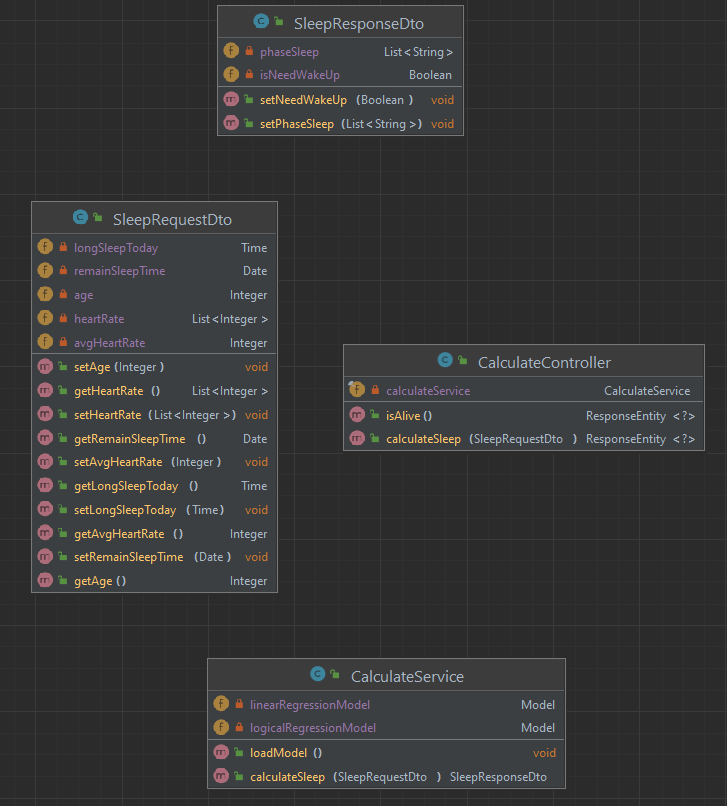 SleepResponseDto
phaseSleep List<String>
isNeedWakeUp Boolean
setNeedWakeUp (Boolean) void
setPhaseSleep (List<String>) void
SleepRequestDto
longSleepToday Time
remainSleepTime Date
age Integer
heartRate List<Integer>
avgHeartRate Integer
setAge (Integer) void
getHeartRate () List<Integer>
setHeartRate (List<Integer>) void
getRemainSleepTime () Date
setAvgHeartRate (Integer) void
getLongSleepToday () Time
setLongSleepToday (Time) void
getAvgHeartRate () Integer
setRemainSleepTime (Date) void
getAge () Integer
CalculateController
calculateService CalculateService
isAlive () ResponseEntity <?>
calculateSleep (SleepRequestDto) ResponseEntity <?>
CalculateService
linearRegressionModel Model
logicalRegressionModel Model
loadModel () void
calculateSleep (SleepRequestDto) SleepResponseDto